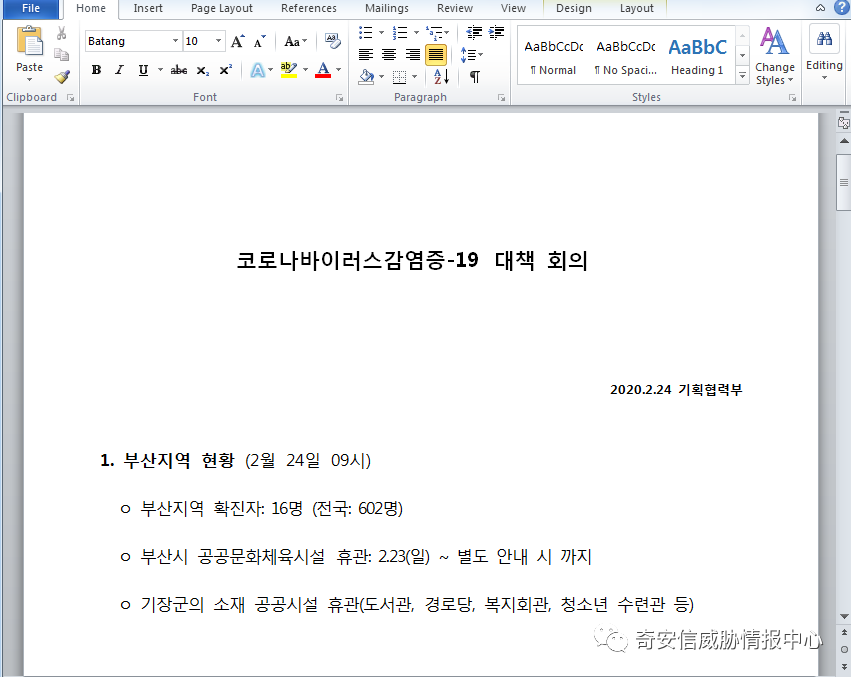 File Home Insert Page Layout References Mailings Review View Design Layout
Batang 10 Aa AaBbCcDc AaBbCcDc AaBbC
Paste B I U abc x₂ x² A ab A ¶ Normal ¶ No Spaci... Heading 1 Change Styles Editing
Clipboard Font Paragraph Styles
코로나바이러스감염증-19 대책 회의
2020.2.24 기획협력부
1. 부산지역 현황 (2월 24일 09시)
ㅇ 부산지역 확진자: 16명 (전국: 602명)
ㅇ 부산시 공공문화체육시설 휴관: 2.23(일) ~ 별도 안내 시 까지
ㅇ 기장군의 소재 공공시설 휴관(도서관, 경로당, 복지회관, 청소년 수련관 등)
奇安信威胁情报中心